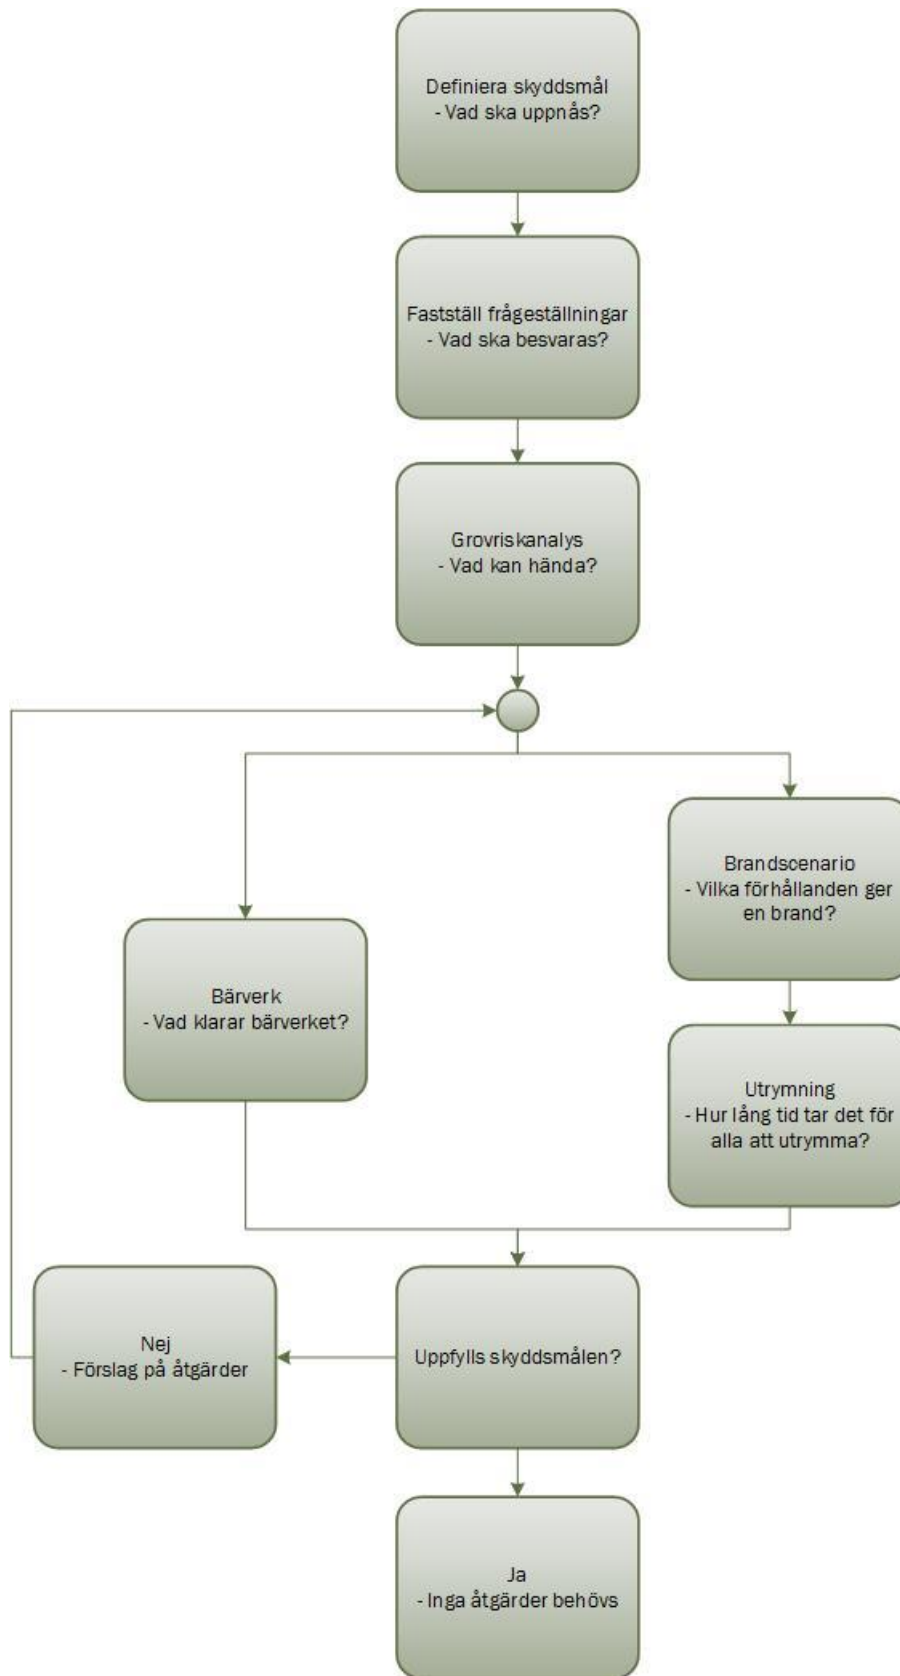 Definiera skyddsmål
- Vad ska uppnås?
Fastställ frågeställningar
- Vad ska besvaras?
Grovriskanalys
- Vad kan hända?
Brandscenario
- Vilka förhållanden ger
en brand?
Bärverk
- Vad klarar bärverket?
Utrymning
- Hur lång tid tar det för
alla att utrymma?
Nej
- Förslag på åtgärder
Uppfylls skyddsmålen?
Ja
- Inga åtgärder behövs